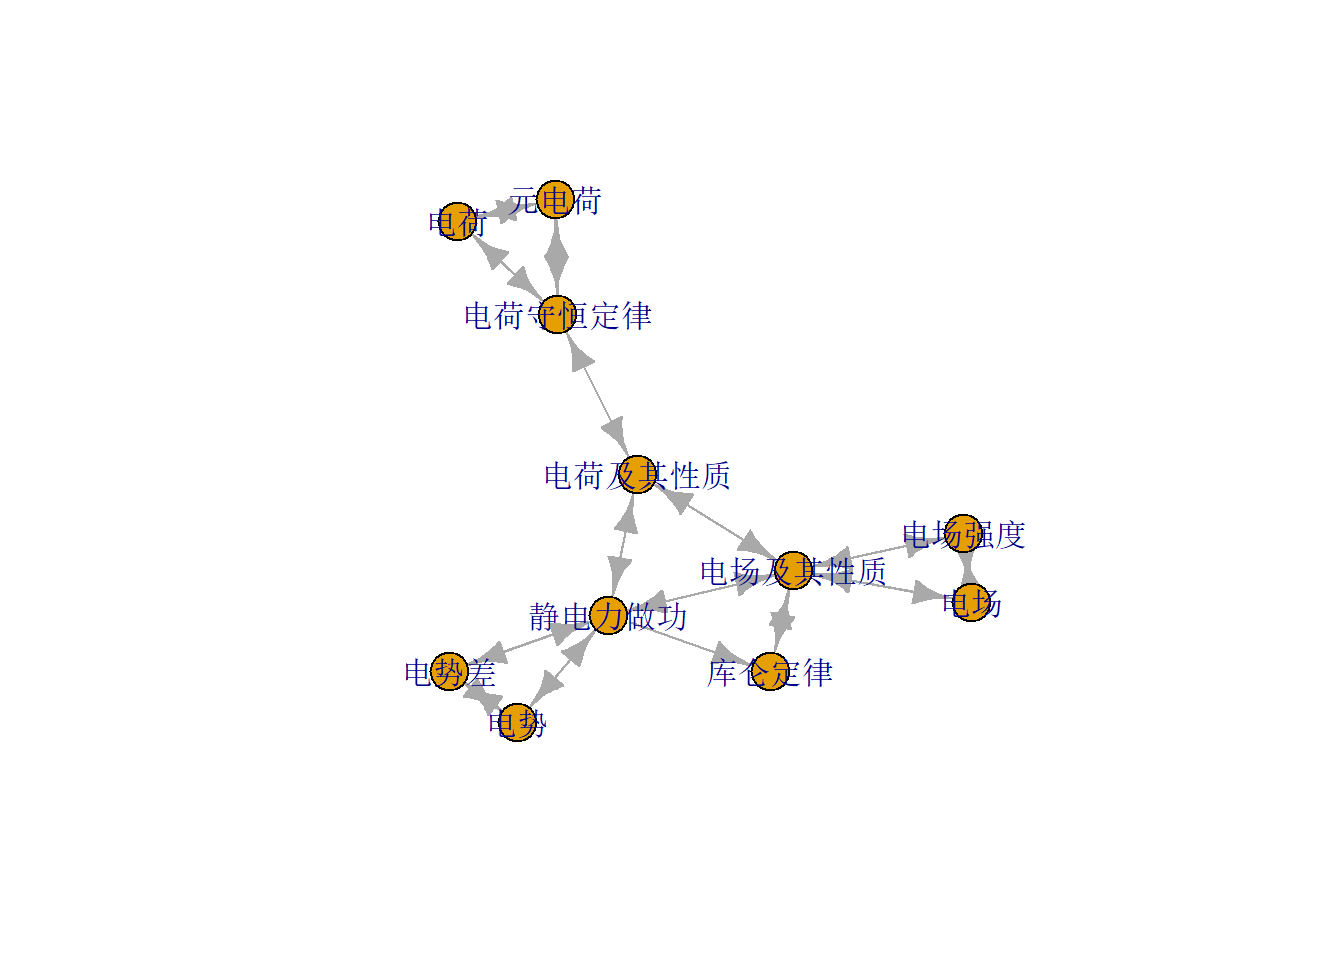 元电荷
电荷
电荷守恒定律
电荷及其性质
电场强度
电场及其性质
电场
静电力做功
电势差
库仑定律
电势